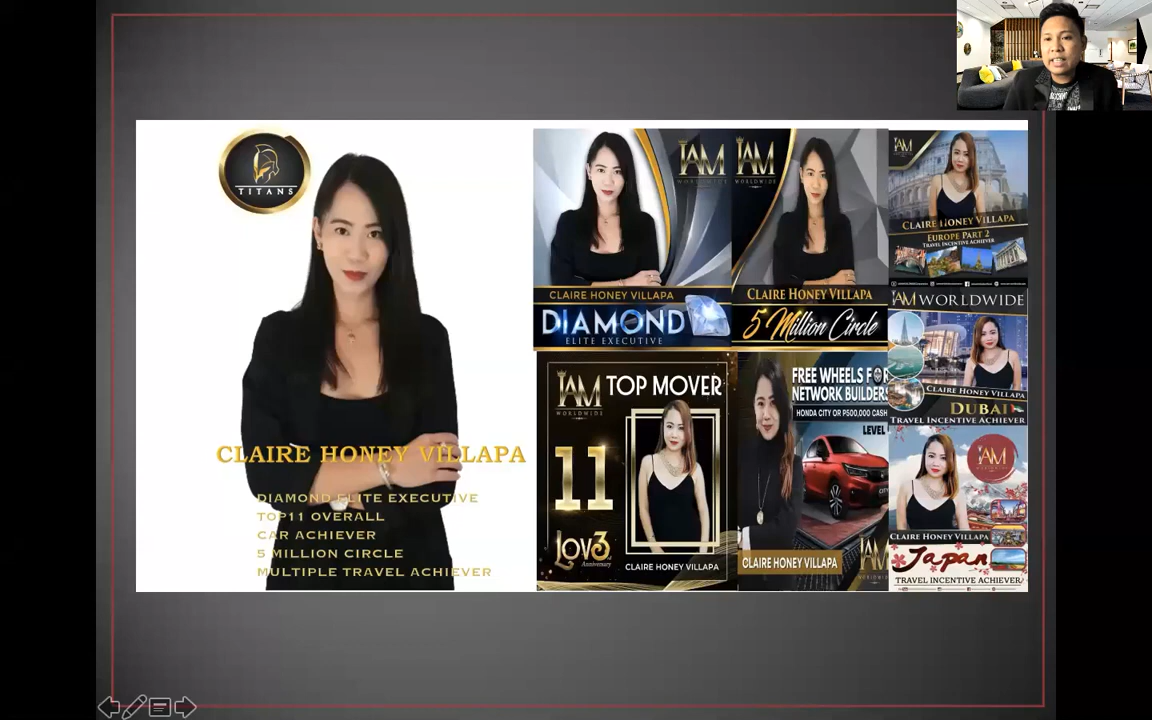 TITANS
CLAIRE HONEY VILLAPA
DIAMOND ELITE EXECUTIVE
TOP11 OVERALL
CAR ACHIEVER
5 MILLION CIRCLE
MULTIPLE TRAVEL ACHIEVER
IAM
WORLDWIDE
CLAIRE HONEY VILLAPA
DIAMOND
ELITE EXECUTIVE
IAM
WORLDWIDE
CLAIRE HONEY VILLAPA
5 Million Circle
IAM
CLAIRE HONEY VILLAPA
EUROPE PART 2
TRAVEL INCENTIVE ACHIEVER
IAM WORLDWIDE
CLAIRE HONEY VILLAPA
DUBAI
TRAVEL INCENTIVE ACHIEVER
IAM
WORLDWIDE
TOP MOVER
11
LOV3
Anniversary
CLAIRE HONEY VILLAPA
FREE WHEELS FOR
NETWORK BUILDERS
HONDA CITY OR P500,000 CASH
LEVEL
CLAIRE HONEY VILLAPA
IAM
IAM
CLAIRE HONEY VILLAPA
Japan
TRAVEL INCENTIVE ACHIEVER